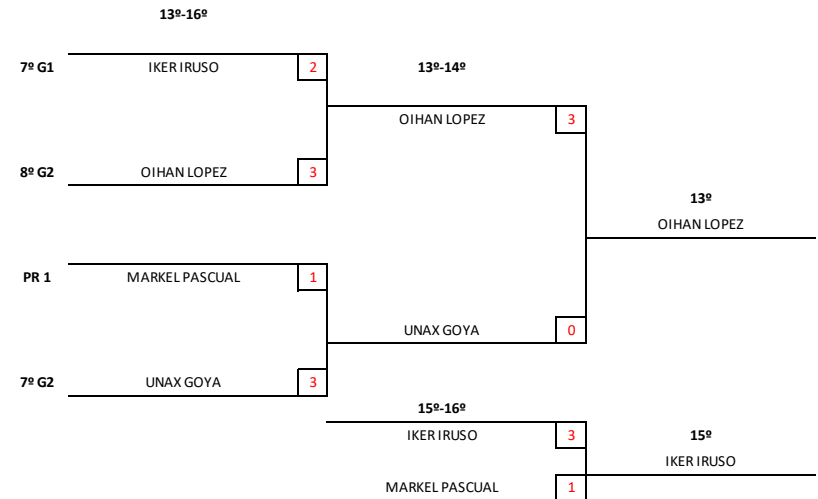 13º-16º
7º G1 IKER IRUSO 2 13º-14º
OIHAN LOPEZ 3
8º G2 OIHAN LOPEZ 3
13º
OIHAN LOPEZ
PR 1 MARKEL PASCUAL 1
UNAX GOYA 0
7º G2 UNAX GOYA 3
15º-16º
IKER IRUSO 3 15º
IKER IRUSO
MARKEL PASCUAL 1